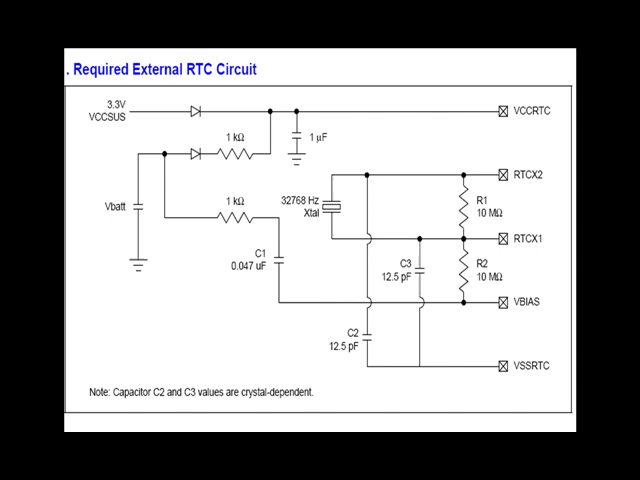 . Required External RTC Circuit
3.3V
VCCSUS
VCCRTC
1 kΩ
1 µF
RTCX2
Vbatt
1 kΩ
32768 Hz
Xtal
R1
10 MΩ
RTCX1
C1
0.047 uF
C3
12.5 pF
R2
10 MΩ
VBIAS
C2
12.5 pF
VSSRTC
Note: Capacitor C2 and C3 values are crystal-dependent.